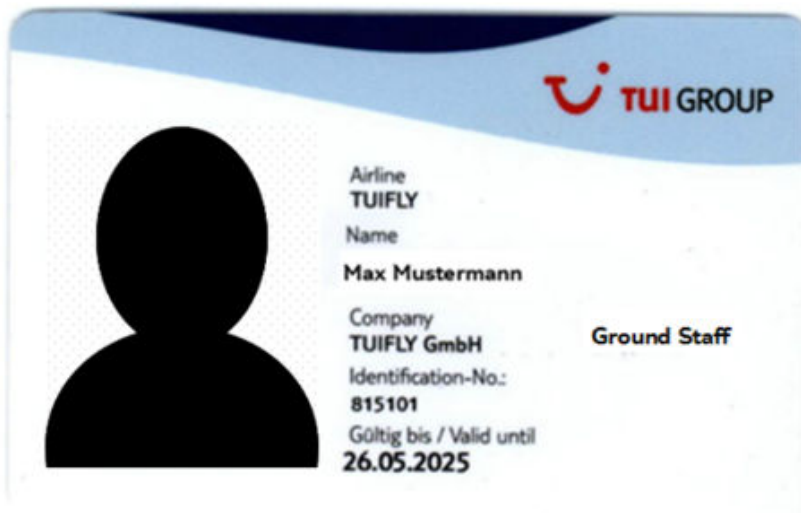 TUI GROUP
Airline
TUIFLY
Name
Max Mustermann
Company
TUIFLY GmbH
Ground Staff
Identification-No.:
815101
Gültig bis / Valid until
26.05.2025